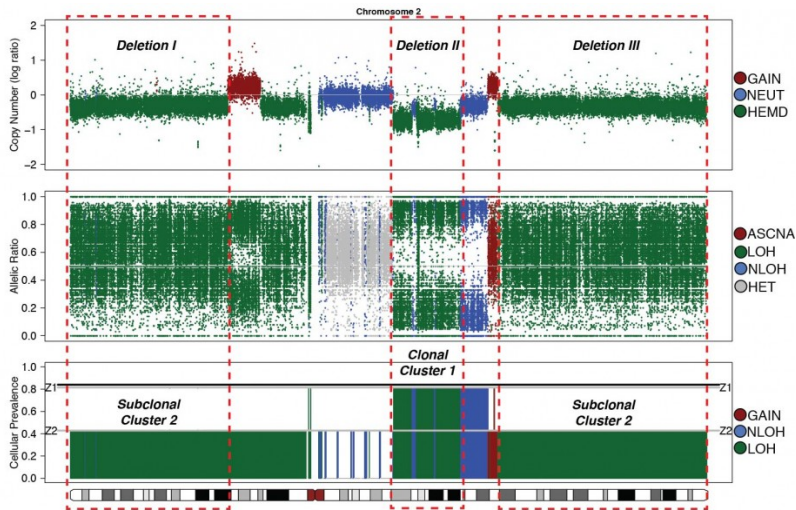 Chromosome 2
Deletion I
Deletion II
Deletion III
Copy Number (log ratio)
2
1
0
−1
−2
GAIN
NEUT
HEMD
Allelic Ratio
1.0
0.8
0.6
0.4
0.2
0.0
ASCNA
LOH
NLOH
HET
Clonal
Cluster 1
Cellular Prevalence
1.0
0.8
0.6
0.4
0.2
0.0
Z1
Z1
Z2
Z2
Subclonal
Cluster 2
Subclonal
Cluster 2
GAIN
NLOH
LOH